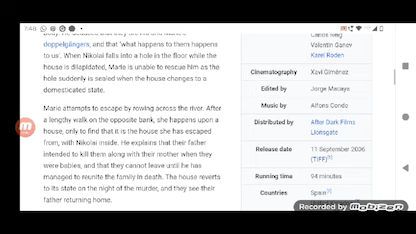 7:48
doppelgängers, and that 'what happens to them happens
to us'. When Nikolai falls into a hole in the floor while
the house is dilapidated, Marie is unable to rescue him as the
hole suddenly is sealed when the house changes to a
domesticated state.
Marie attempts to escape by rowing across the river. After
a lengthy walk on the opposite bank, she happens upon a
house, only to find that it is the house she has escaped
from, with Nikolai inside. He explains that their father
intended to kill them along with their mother when they
were babies, and that they cannot leave until he has
managed to reunite the family in death. The house reverts
to its state on the night of the murder, and they see their
father returning home.
Valentin Ganev
Karel Roden
Cinematography Xavi Giménez
Edited by Jorge Macaya
Music by Alfons Conde
Distributed by After Dark Films
Lionsgate
Release date 11 September 2006
(TIFF)
Running time 94 minutes
Countries Spain
Recorded by Mobizen